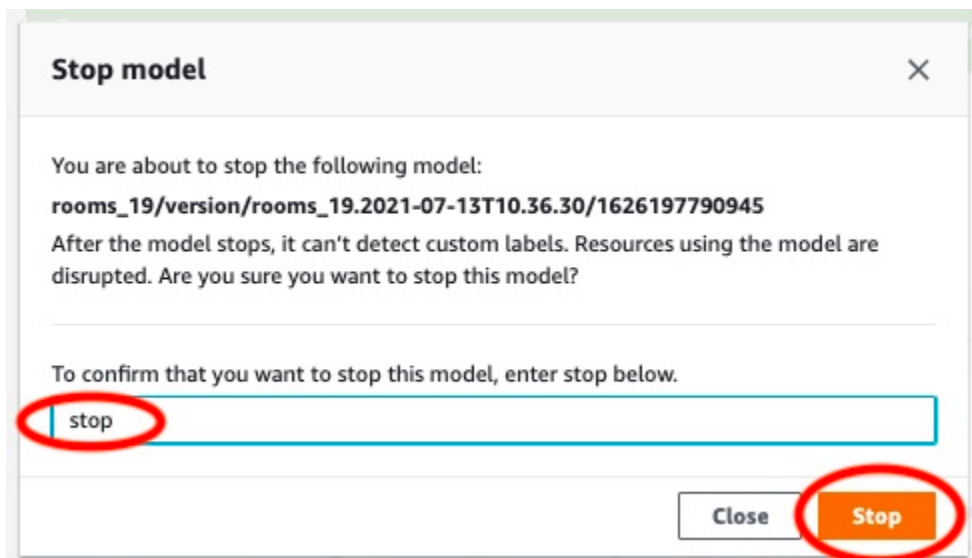 Stop model
You are about to stop the following model:
rooms_19/version/rooms_19.2021-07-13T10.36.30/1626197790945
After the model stops, it can't detect custom labels. Resources using the model are
disrupted. Are you sure you want to stop this model?
To confirm that you want to stop this model, enter stop below.
stop
Close Stop